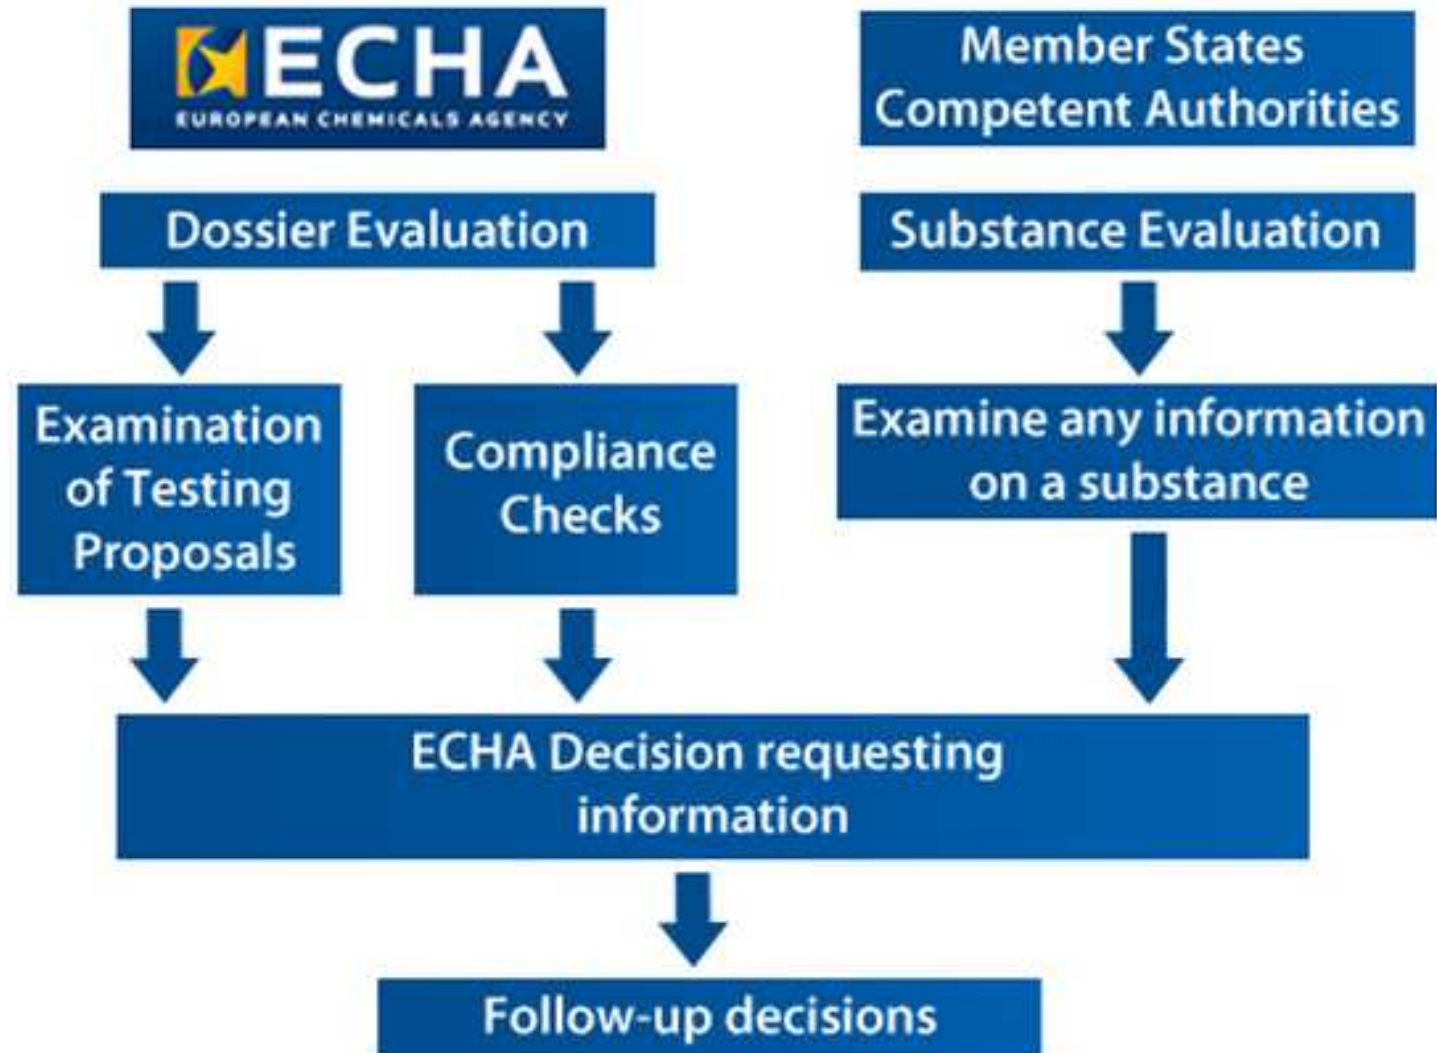 ECHA
EUROPEAN CHEMICALS AGENCY
Member States
Competent Authorities
Dossier Evaluation
Substance Evaluation
Examination
of Testing
Proposals
Compliance
Checks
Examine any information
on a substance
ECHA Decision requesting
information
Follow-up decisions